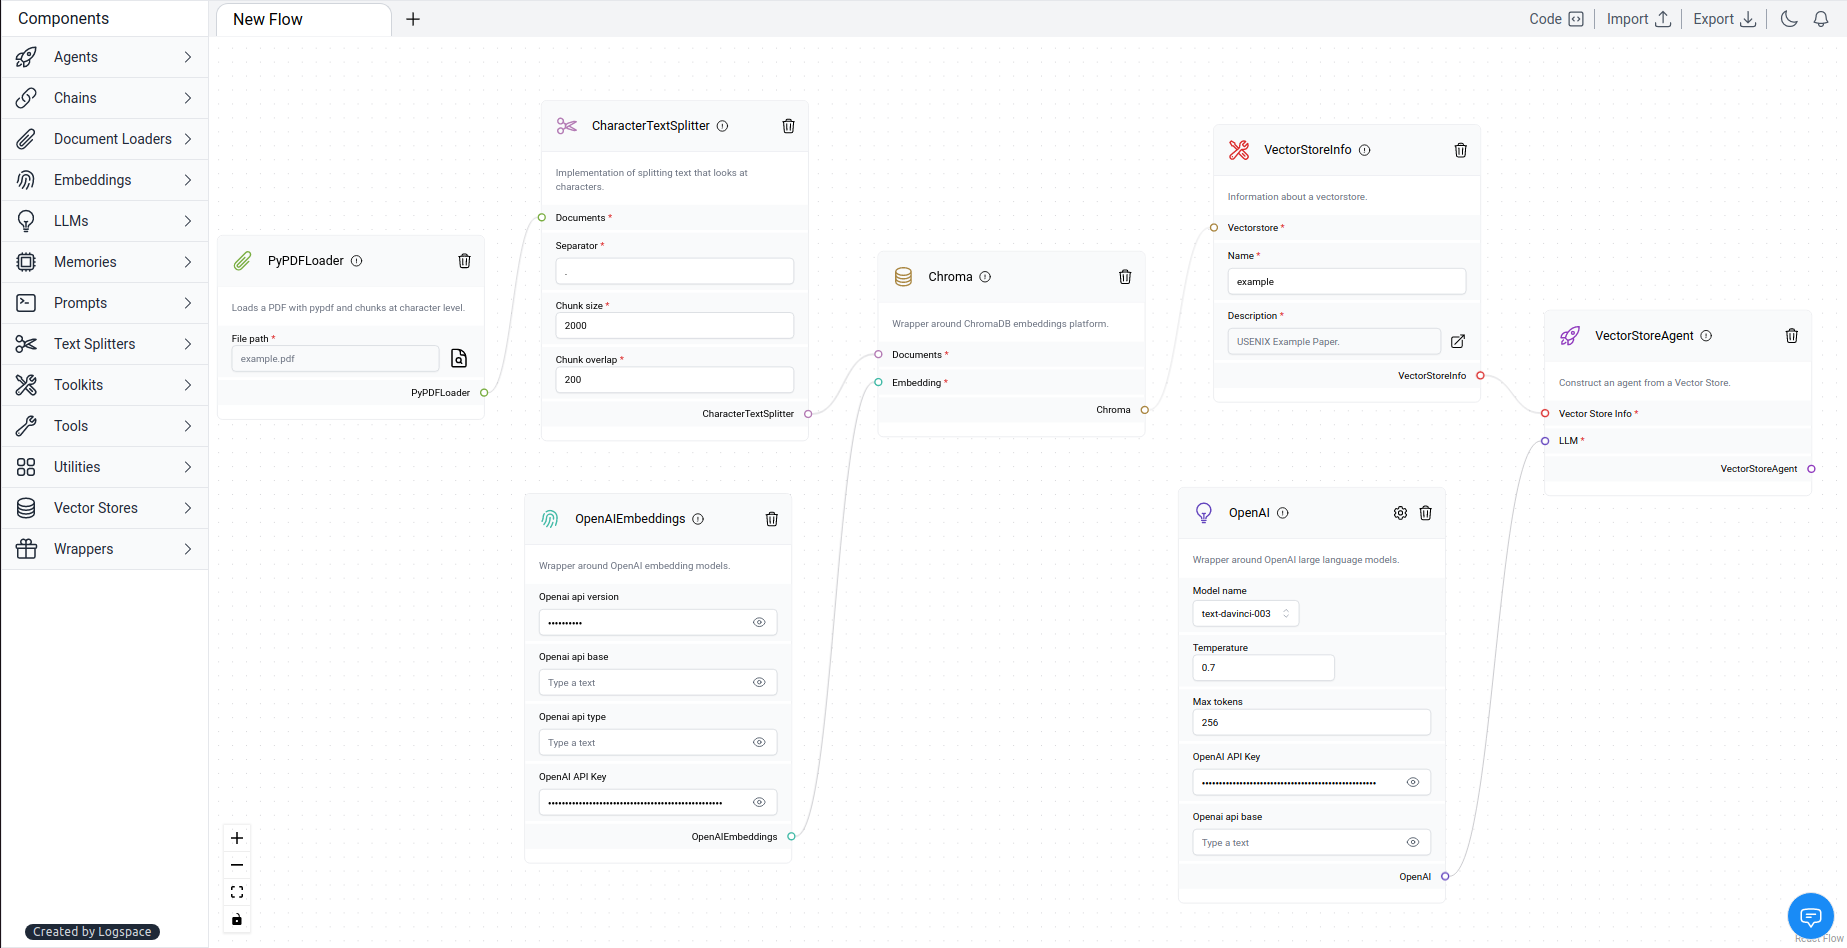 Components
New Flow
Code
Import
Export
Agents
Chains
Document Loaders
Embeddings
LLMs
Memories
Prompts
Text Splitters
Toolkits
Tools
Utilities
Vector Stores
Wrappers
Created by Logspace
PyPDFLoader
Loads a PDF with pypdf and chunks at character level.
File path *
example.pdf
PyPDFLoader
CharacterTextSplitter
Implementation of splitting text that looks at
characters.
Documents *
Separator *
.
Chunk size *
2000
Chunk overlap *
200
CharacterTextSplitter
OpenAIEmbeddings
Wrapper around OpenAI embedding models.
Openai api version
••••••••••
Openai api base
Type a text
Openai api type
Type a text
OpenAI API Key
•••••••••••••••••••••••••••••••••••••••••••••••••••
OpenAIEmbeddings
Chroma
Wrapper around ChromaDB embeddings platform.
Documents *
Embedding *
Chroma
VectorStoreInfo
Information about a vectorstore.
Vectorstore *
Name *
example
Description *
USENIX Example Paper.
VectorStoreInfo
OpenAI
Wrapper around OpenAI large language models.
Model name
text-davinci-003
Temperature
0.7
Max tokens
256
OpenAI API Key
•••••••••••••••••••••••••••••••••••••••••••••••••••
Openai api base
Type a text
OpenAI
VectorStoreAgent
Construct an agent from a Vector Store.
Vector Store Info *
LLM *
VectorStoreAgent
React Flow